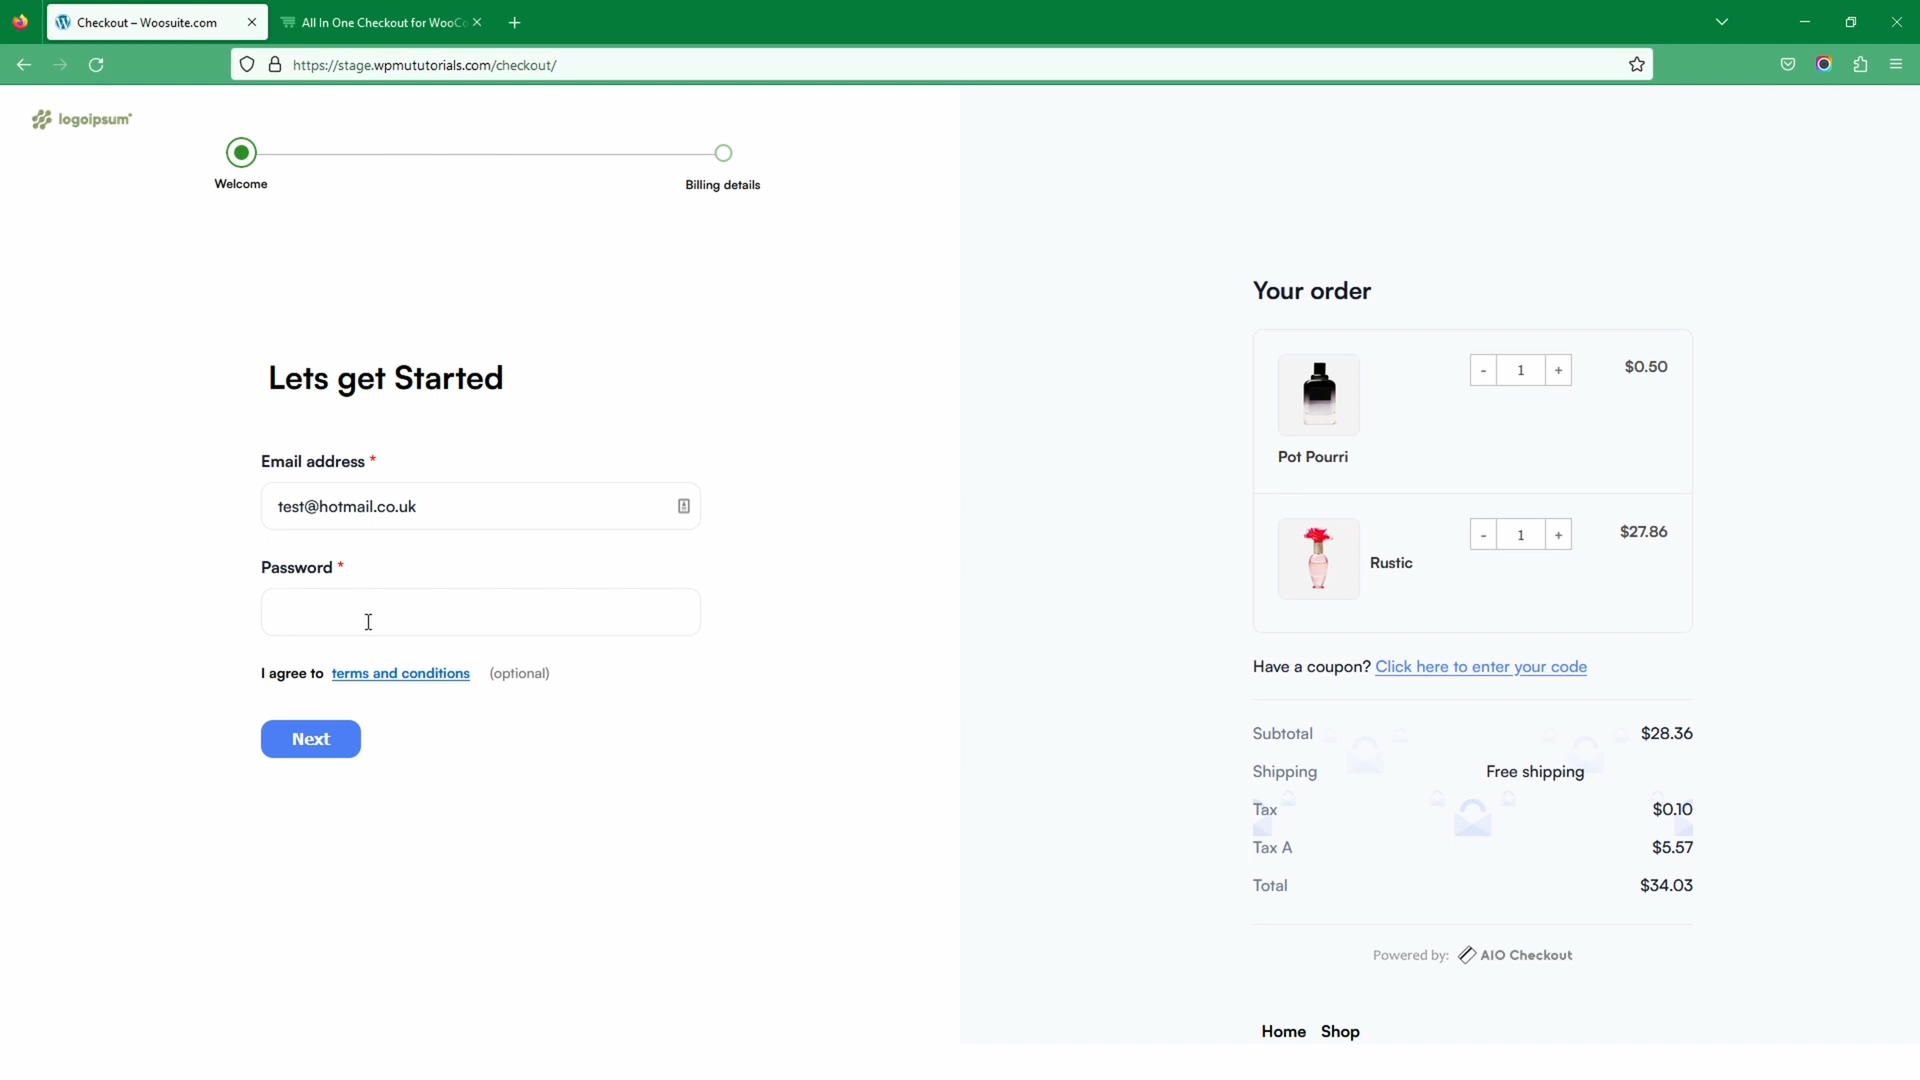 Checkout – Woosuite.com
All In One Checkout for WooCo
https://stage.wpmututorials.com/checkout/
logoipsum
Welcome
Billing details
Lets get Started
Email address *
test@hotmail.co.uk
Password *
I agree to terms and conditions (optional)
Next
Your order
- 1 + $0.50
Pot Pourri
- 1 + $27.86
Rustic
Have a coupon? Click here to enter your code
Subtotal $28.36
Shipping Free shipping
Tax $0.10
Tax A $5.57
Total $34.03
Powered by: AIO Checkout
Home Shop